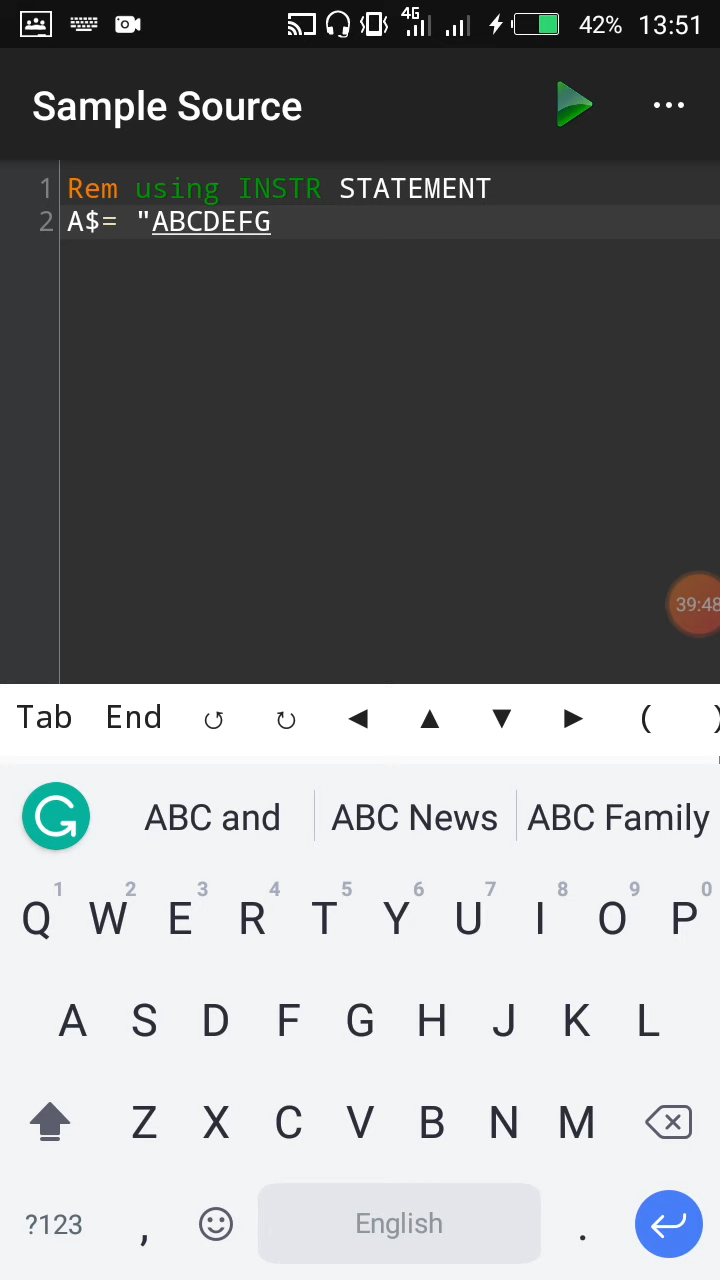 4G 42% 13:51
Sample Source
1 Rem using INSTR STATEMENT
2 A$= "ABCDEFG
39:48
Tab End ( )
ABC and ABC News ABC Family
1 2 3 4 5 6 7 8 9 0
Q W E R T Y U I O P
A S D F G H J K L
Z X C V B N M
?123 , English .